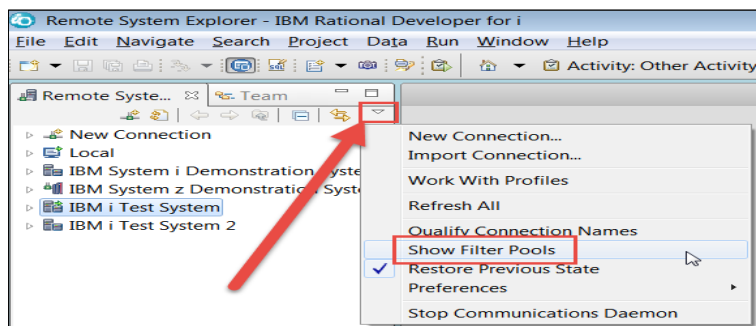 Remote System Explorer - IBM Rational Developer for i
File Edit Navigate Search Project Data Run Window Help
Activity: Other Activity
Remote Syste... Team
New Connection
Local
IBM System i Demonstration Syste
IBM System z Demonstration Syst
IBM i Test System
IBM i Test System 2
New Connection...
Import Connection...
Work With Profiles
Refresh All
Qualify Connection Names
Show Filter Pools
Restore Previous State
Preferences
Stop Communications Daemon